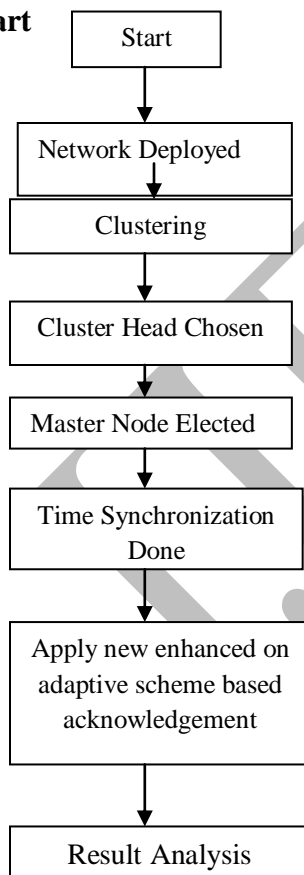 art
Start
Network Deployed
Clustering
Cluster Head Chosen
Master Node Elected
Time Synchronization
Done
Apply new enhanced on
adaptive scheme based
acknowledgement
Result Analysis